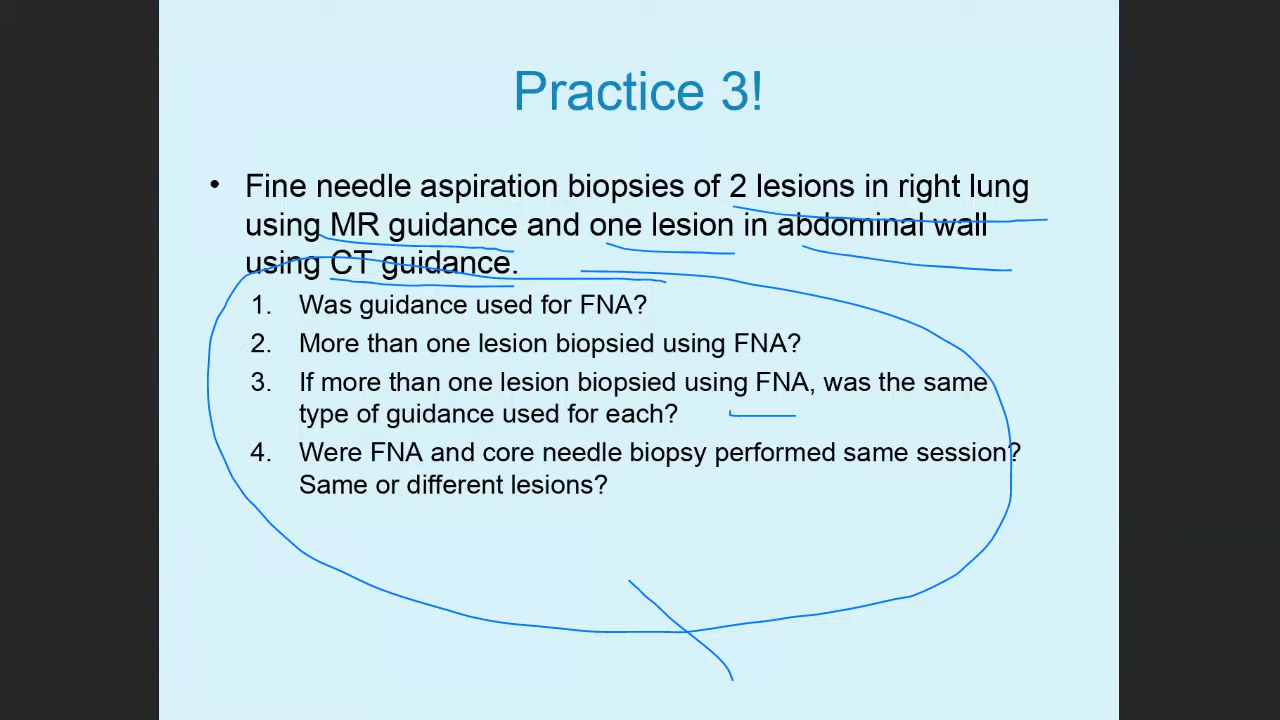 Practice 3!
• Fine needle aspiration biopsies of 2 lesions in right lung
using MR guidance and one lesion in abdominal wall
using CT guidance.
1. Was guidance used for FNA?
2. More than one lesion biopsied using FNA?
3. If more than one lesion biopsied using FNA, was the same
type of guidance used for each?
4. Were FNA and core needle biopsy performed same session?
Same or different lesions?